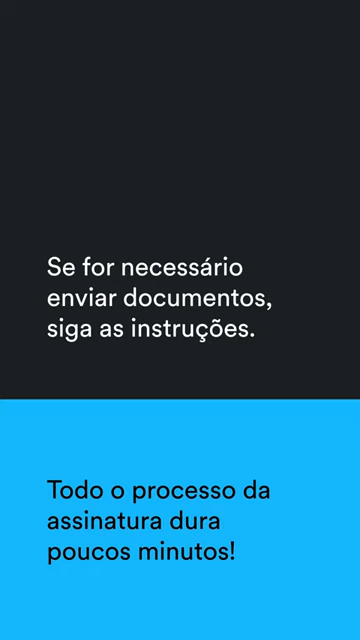 Se for necessário
enviar documentos,
siga as instruções.
Todo o processo da
assinatura dura
poucos minutos!